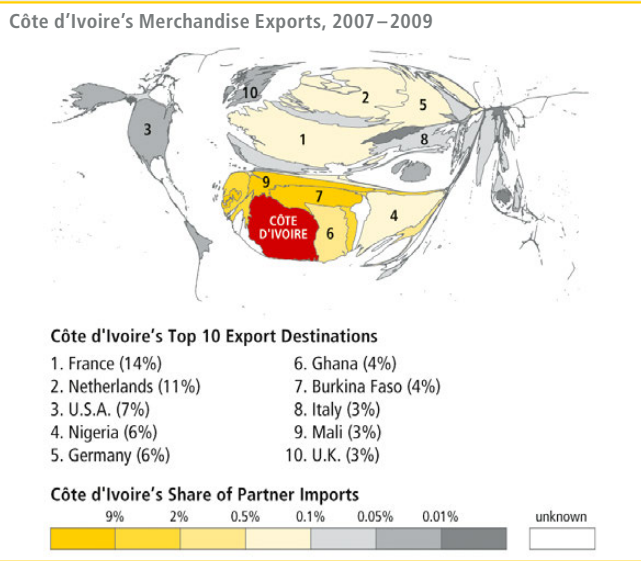 Côte d’Ivoire’s Merchandise Exports, 2007–2009
10
2
5
3
1
8
9
7
4
CÔTE
D'IVOIRE
6
Côte d'Ivoire’s Top 10 Export Destinations
1. France (14%)
2. Netherlands (11%)
3. U.S.A. (7%)
4. Nigeria (6%)
5. Germany (6%)
6. Ghana (4%)
7. Burkina Faso (4%)
8. Italy (3%)
9. Mali (3%)
10. U.K. (3%)
Côte d'Ivoire’s Share of Partner Imports
9% 2% 0.5% 0.1% 0.05% 0.01% unknown